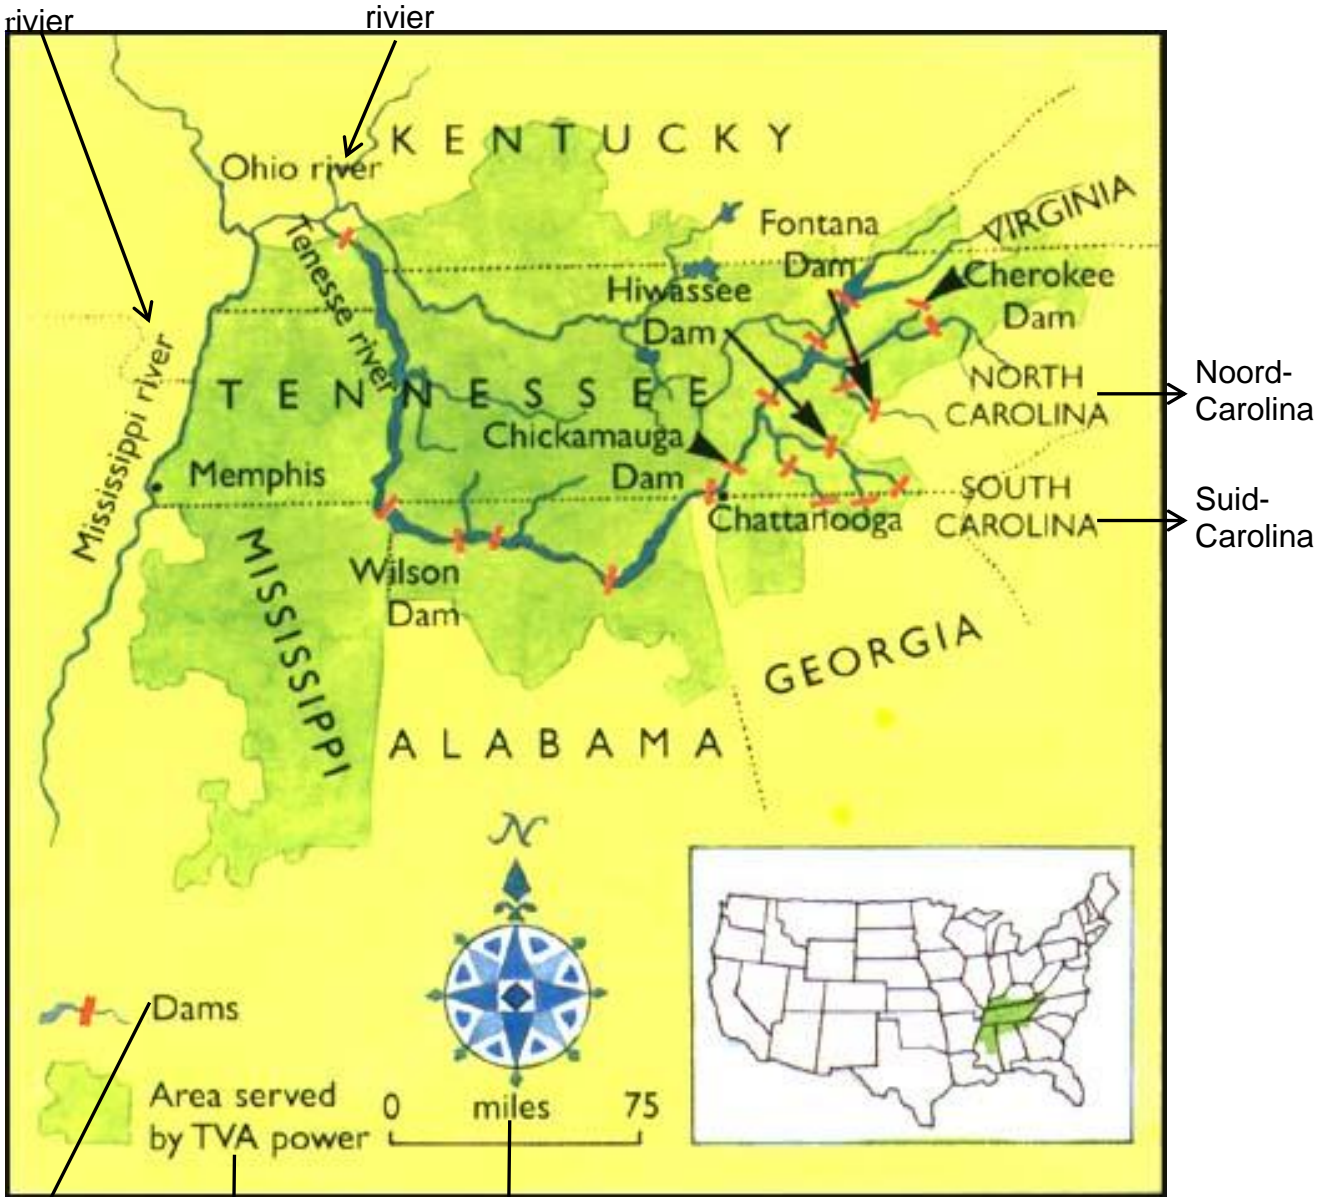 rivier
rivier
KENTUCKY
Ohio river
VIRGINIA
Fontana
Dam
Cherokee
Dam
Hiwassee
Dam
Tenesse river
Mississippi river
TENNESSEE
NORTH
CAROLINA
Noord-
Carolina
Chickamauga
Dam
Memphis
SOUTH
CAROLINA
Suid-
Carolina
Chattanooga
MISSISSIPPI
Wilson
Dam
GEORGIA
ALABAMA
N
Dams
Area served
by TVA power
0 miles 75